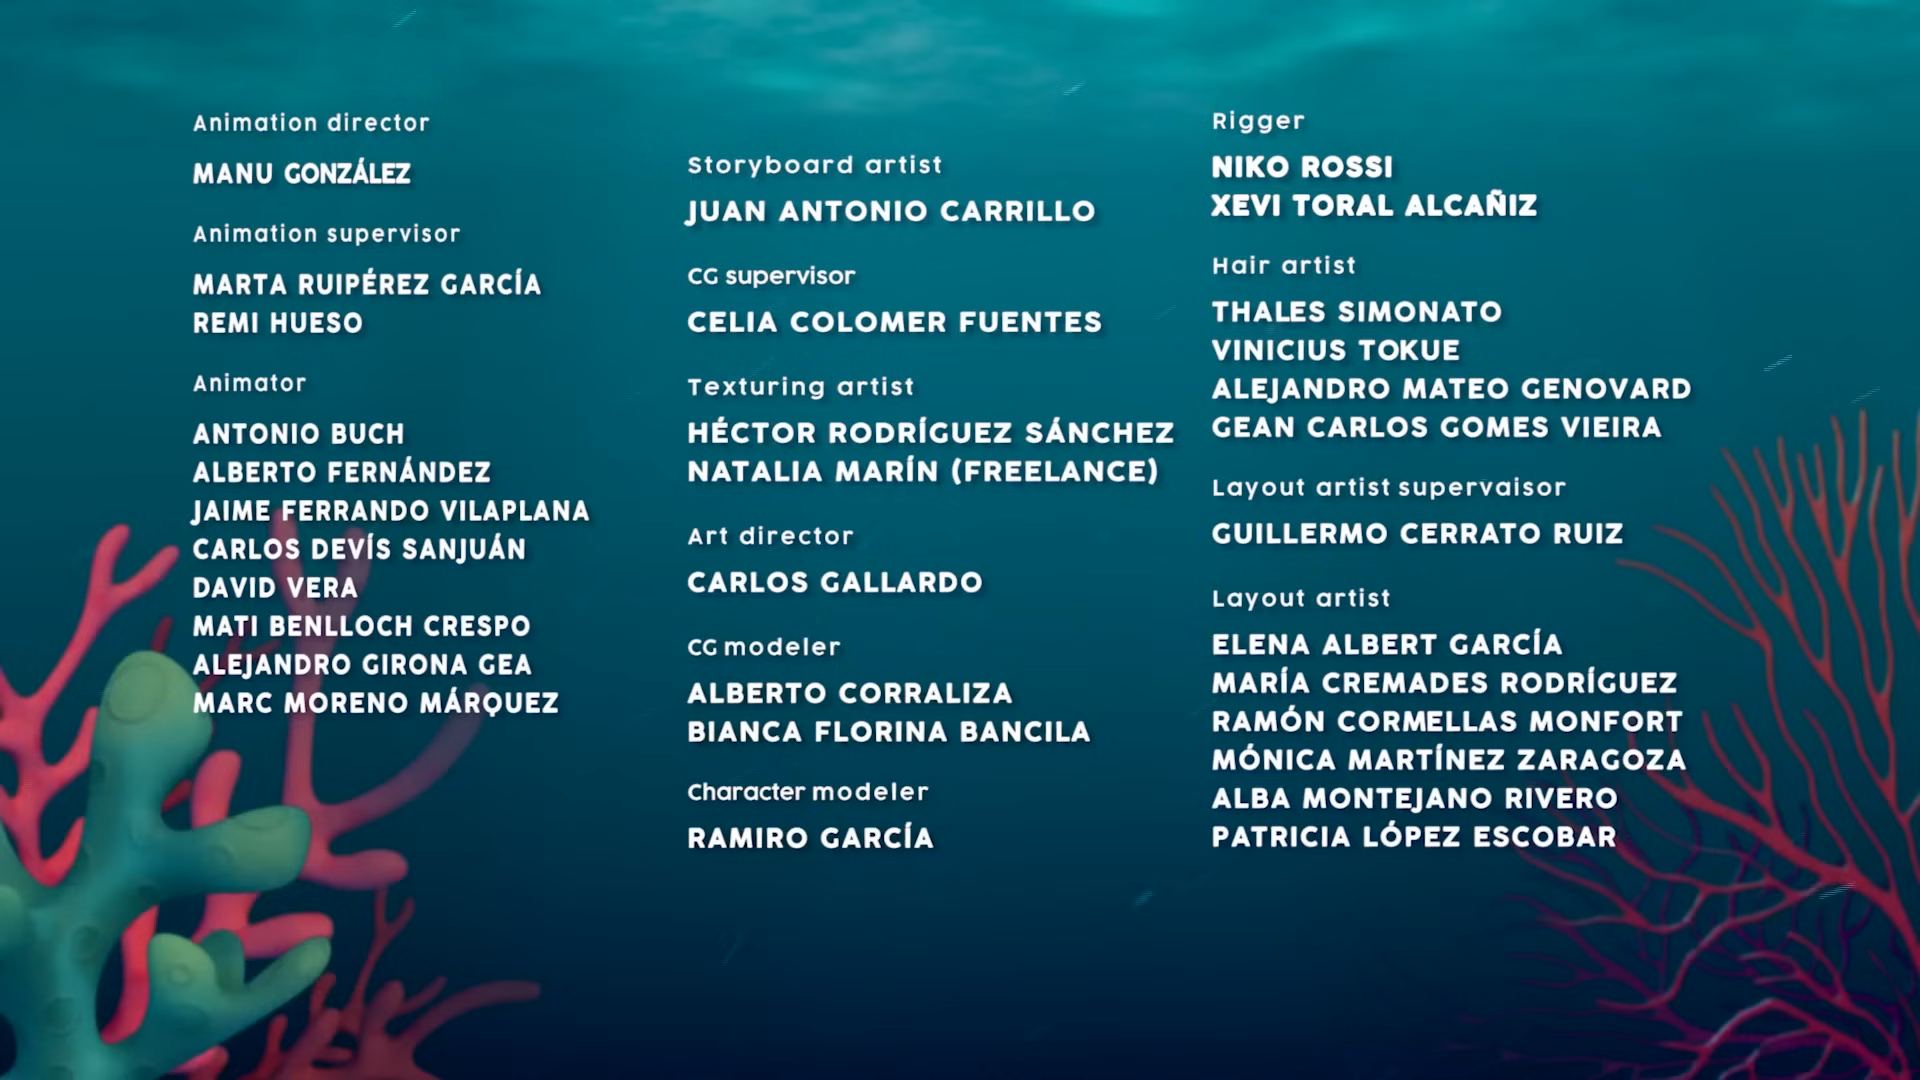 Animation director
MANU GONZÁLEZ
Animation supervisor
MARTA RUIPÉREZ GARCÍA
REMI HUESO
Animator
ANTONIO BUCH
ALBERTO FERNÁNDEZ
JAIME FERRANDO VILAPLANA
CARLOS DEVÍS SANJUÁN
DAVID VERA
MATI BENLLOCH CRESPO
ALEJANDRO GIRONA GEA
MARC MORENO MÁRQUEZ
Storyboard artist
JUAN ANTONIO CARRILLO
CG supervisor
CELIA COLOMER FUENTES
Texturing artist
HÉCTOR RODRÍGUEZ SÁNCHEZ
NATALIA MARÍN (FREELANCE)
Art director
CARLOS GALLARDO
CG modeler
ALBERTO CORRALIZA
BIANCA FLORINA BANCILA
Character modeler
RAMIRO GARCÍA
Rigger
NIKO ROSSI
XEVI TORAL ALCAÑIZ
Hair artist
THALES SIMONATO
VINICIUS TOKUE
ALEJANDRO MATEO GENOVARD
GEAN CARLOS GOMES VIEIRA
Layout artist supervaisor
GUILLERMO CERRATO RUIZ
Layout artist
ELENA ALBERT GARCÍA
MARÍA CREMADES RODRÍGUEZ
RAMÓN CORMELLAS MONFORT
MÓNICA MARTÍNEZ ZARAGOZA
ALBA MONTEJANO RIVERO
PATRICIA LÓPEZ ESCOBAR